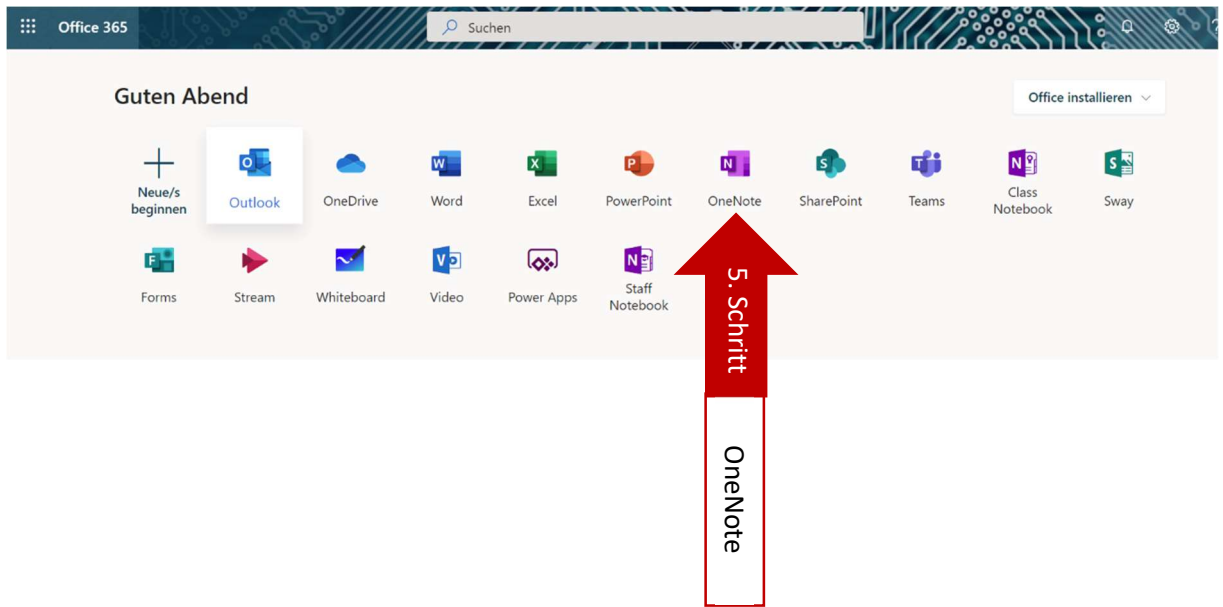 Office 365
Suchen
Guten Abend
Office installieren
Neue/s beginnen
Outlook
OneDrive
Word
Excel
PowerPoint
OneNote
SharePoint
Teams
Class Notebook
Sway
Forms
Stream
Whiteboard
Video
Power Apps
Staff Notebook
5. Schritt
OneNote